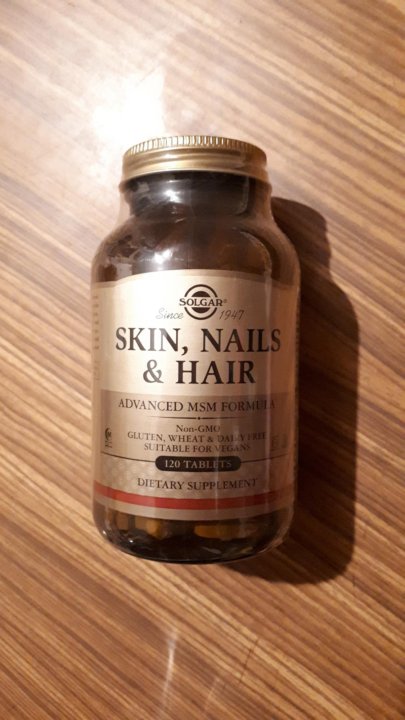 SOLGAR®
Since 1947
SKIN, NAILS
& HAIR
ADVANCED MSM FORMULA
Non-GMO
GLUTEN, WHEAT & DAIRY FREE
SUITABLE FOR VEGANS
120 TABLETS
DIETARY SUPPLEMENT